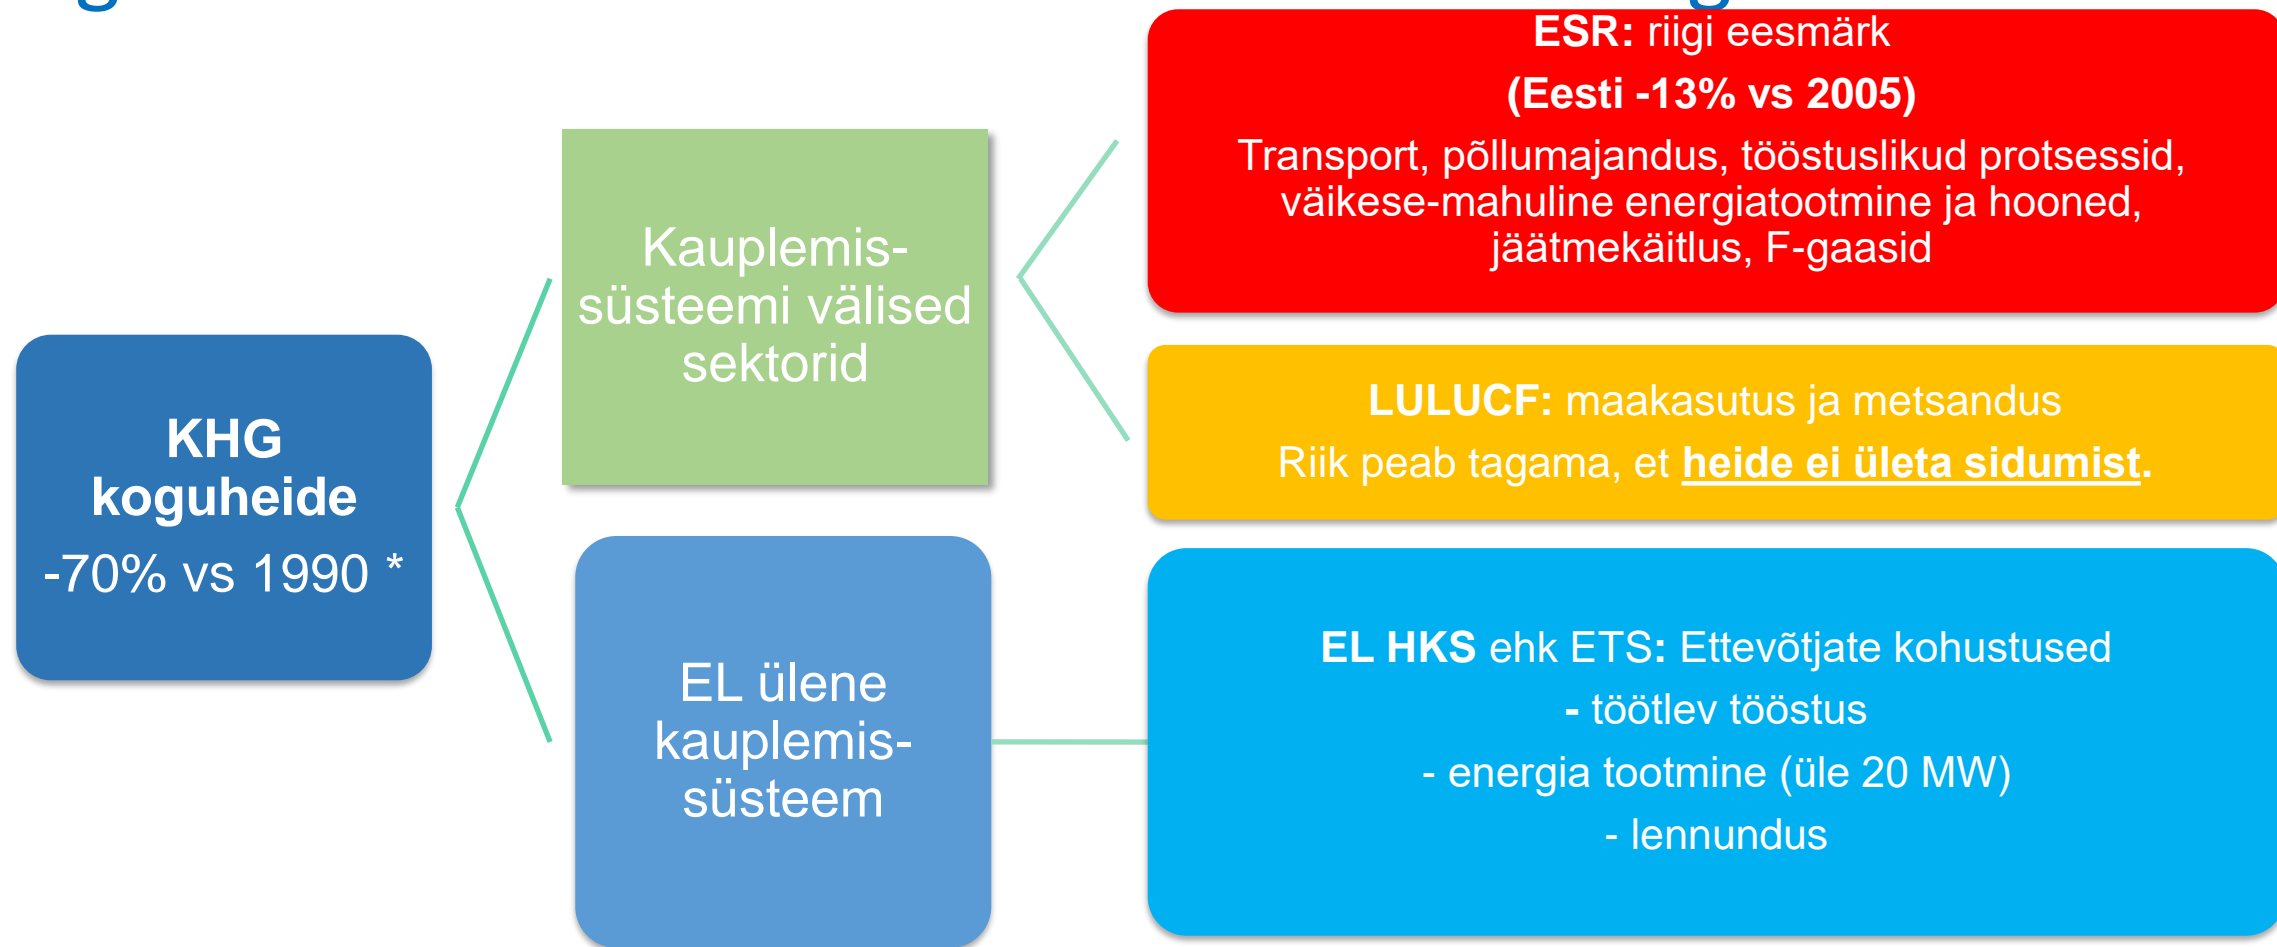 KHG
koguheide
-70% vs 1990 *
Kauplemis-
süsteemi välised
sektorid
EL ülene
kauplemis-
süsteem
ESR: riigi eesmärk
(Eesti -13% vs 2005)
Transport, põllumajandus, tööstuslikud protsessid,
väikese-mahuline energiatootmine ja hooned,
jäätmekäitlus, F-gaasid
LULUCF: maakasutus ja metsandus
Riik peab tagama, et heide ei ületa sidumist.
EL HKS ehk ETS: Ettevõtjate kohustused
- töötlev tööstus
- energia tootmine (üle 20 MW)
- lennundus